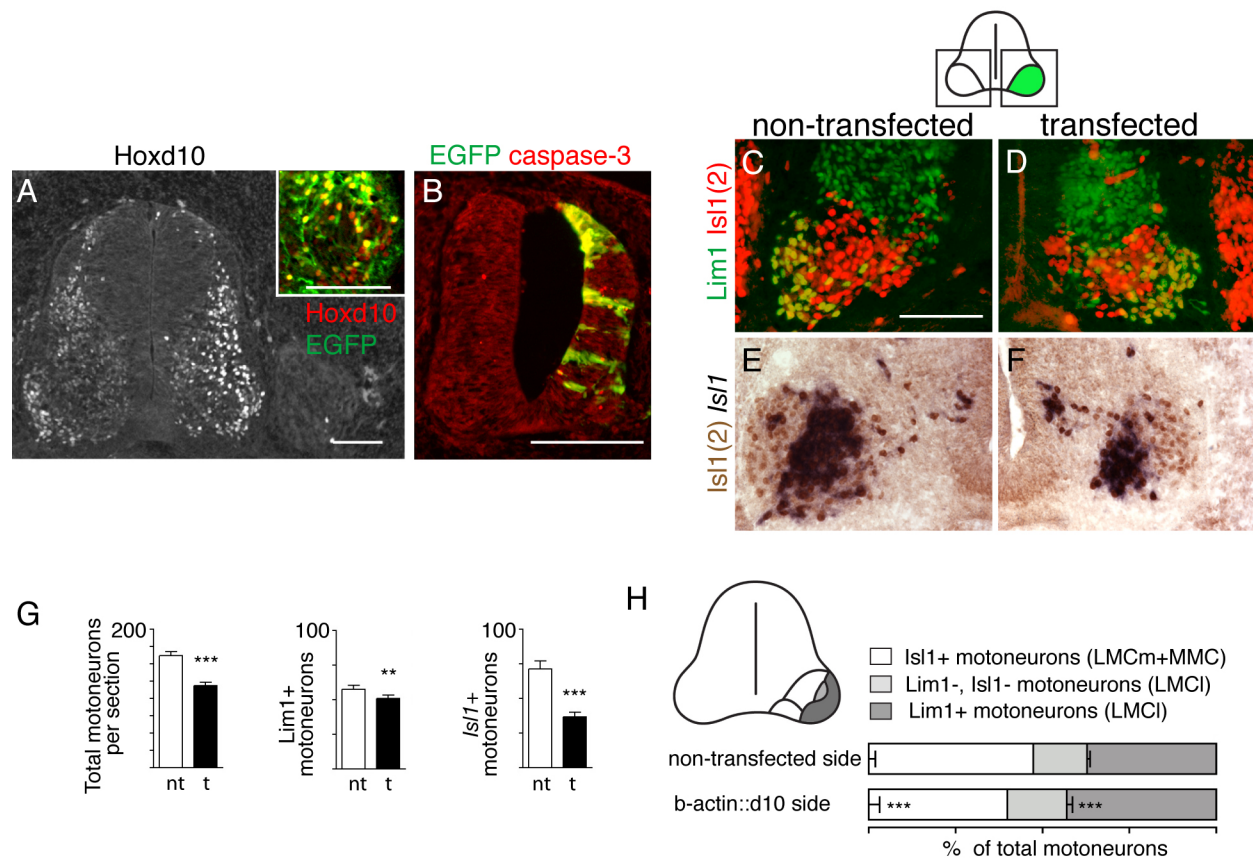 non-transfected
transfected
Hoxd10
EGFP caspase-3
A
Hoxd10
EGFP
B
Lim1 Isl1(2)
C
D
Isl1(2) Isl1
E
F
G
200
Total motoneurons
per section
***
nt t
100
Lim1+
motoneurons
**
nt t
100
Isl1+
motoneurons
***
nt t
H
Isl1+ motoneurons (LMCm+MMC)
Lim1-, Isl1- motoneurons (LMCl)
Lim1+ motoneurons (LMCl)
non-transfected side
b-actin::d10 side
*** ***
% of total motoneurons